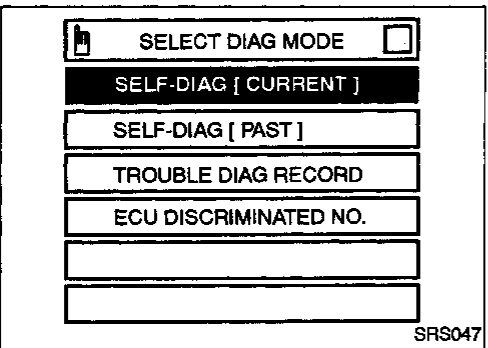 SELECT DIAG MODE
SELF-DIAG [ CURRENT ]
SELF-DIAG [ PAST ]
TROUBLE DIAG RECORD
ECU DISCRIMINATED NO.
SRS047